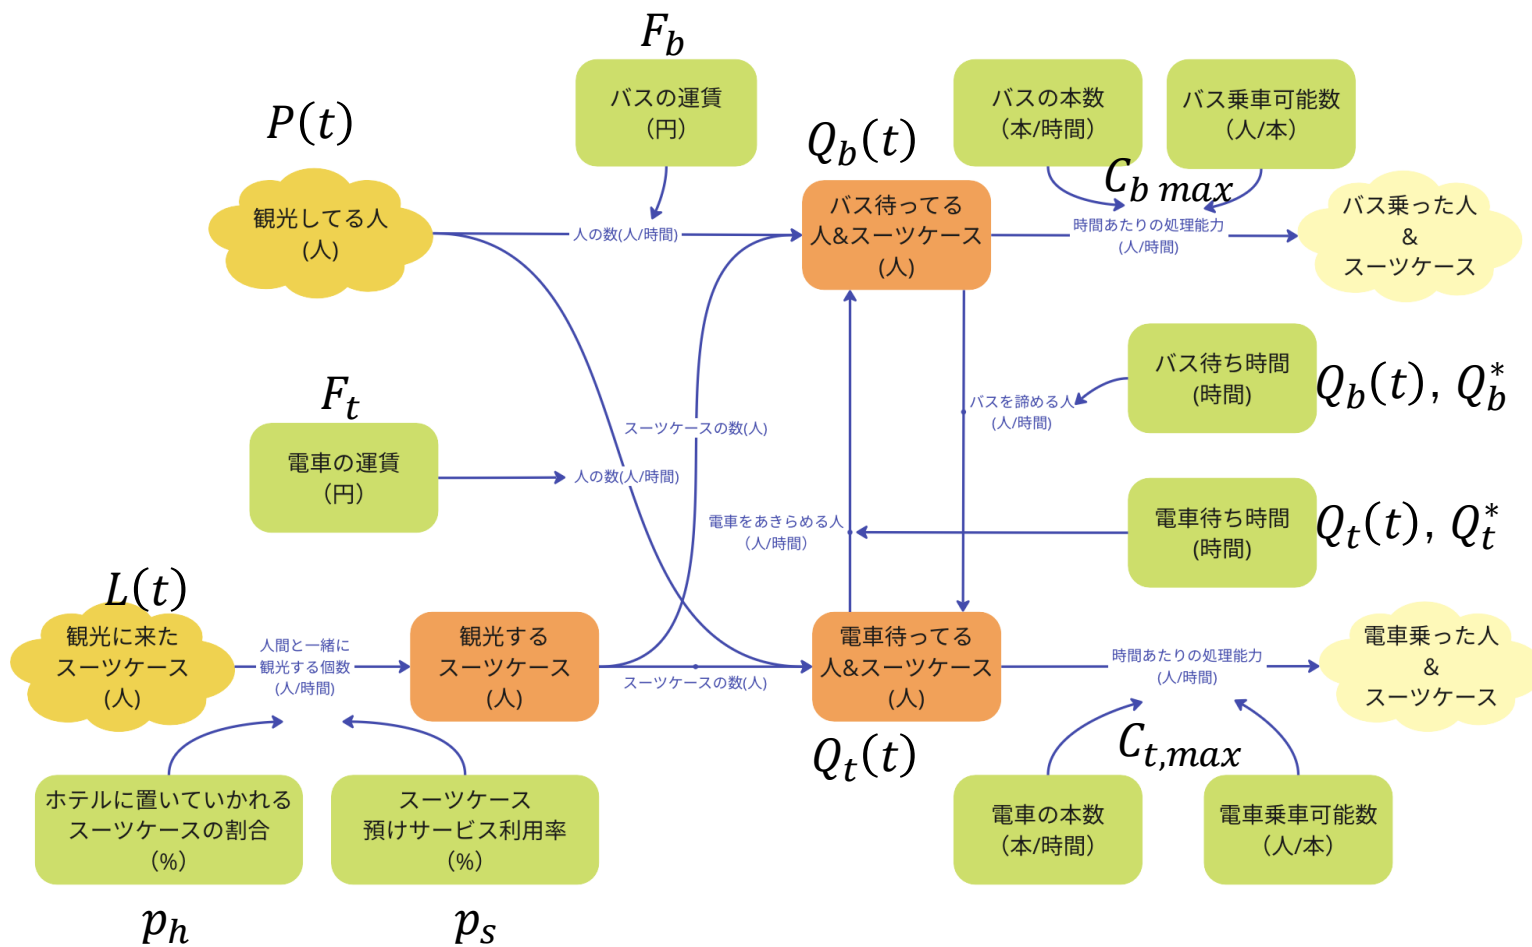 F_b
バスの運賃
（円）
P(t)
観光してる人
(人)
人の数(人/時間)
Q_b(t)
バス待ってる
人&スーツケース
(人)
バスの本数
（本/時間）
バス乗車可能数
（人/本）
C_{b max}
時間あたりの処理能力
(人/時間)
バス乗った人
&
スーツケース
F_t
電車の運賃
（円）
スーツケースの数(人)
人の数(人/時間)
バスを諦める人
(人/時間)
バス待ち時間
(時間)
Q_b(t), Q_b^*
電車をあきらめる人
（人/時間）
電車待ち時間
(時間)
Q_t(t), Q_t^*
L(t)
観光に来た
スーツケース
(人)
人間と一緒に
観光する個数
(人/時間)
観光する
スーツケース
(人)
スーツケースの数(人)
電車待ってる
人&スーツケース
(人)
Q_t(t)
時間あたりの処理能力
(人/時間)
電車乗った人
&
スーツケース
C_{t,max}
ホテルに置いていかれる
スーツケースの割合
（%）
p_h
スーツケース
預けサービス利用率
（%）
p_s
電車の本数
（本/時間）
電車乗車可能数
（人/本）